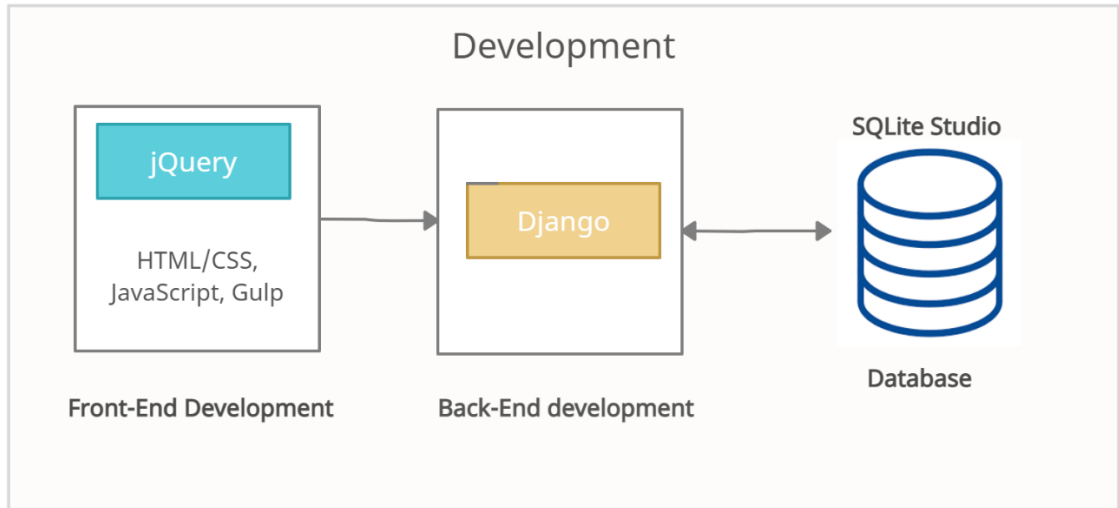 Development
jQuery
HTML/CSS,
JavaScript, Gulp
Front-End Development
Django
Back-End development
SQLite Studio
Database